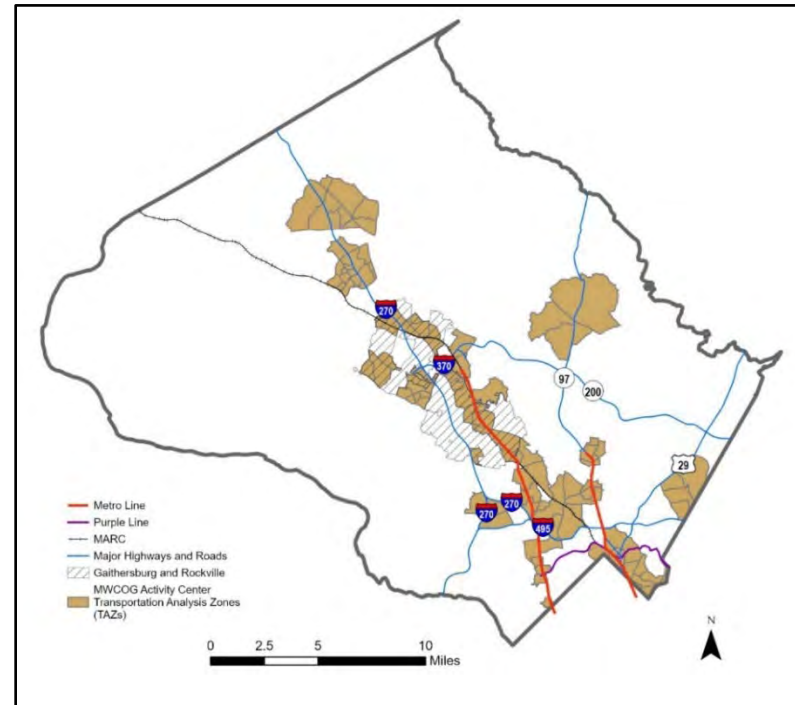 270
370
97
200
29
270
270
495
Metro Line
Purple Line
MARC
Major Highways and Roads
Gaithersburg and Rockville
MWCOG Activity Center
Transportation Analysis Zones
(TAZs)
N
0 2.5 5 10
Miles